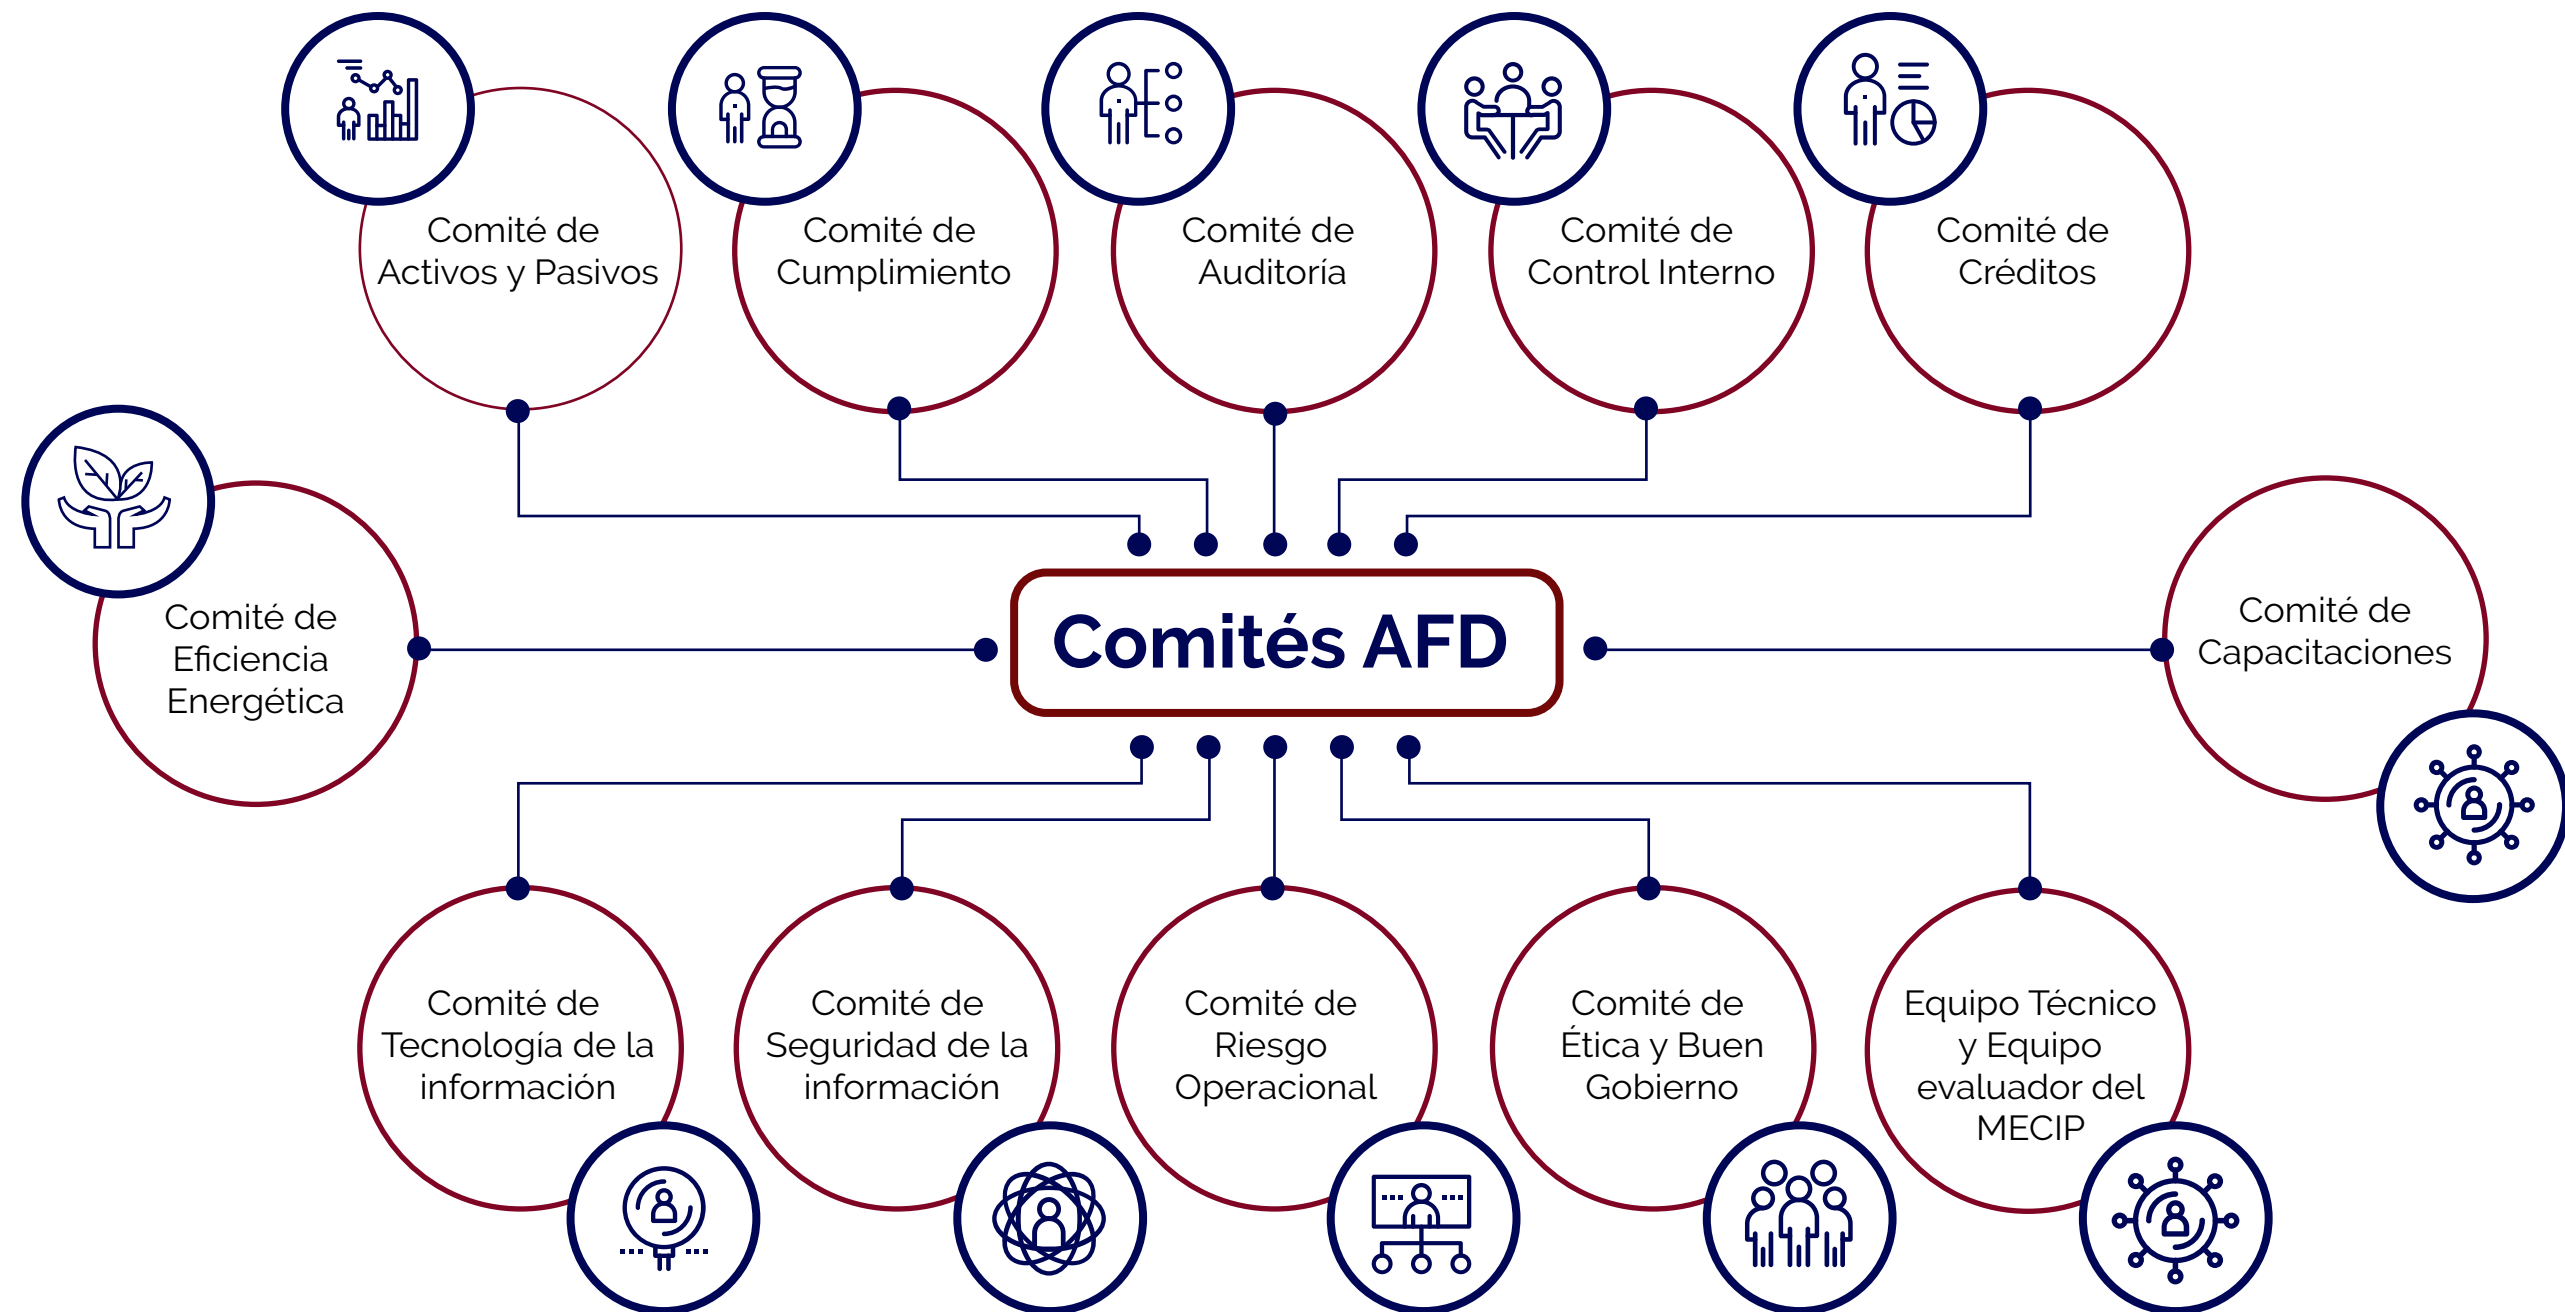 Comité de
Activos y Pasivos
Comité de
Cumplimiento
Comité de
Auditoría
Comité de
Control Interno
Comité de
Créditos
Comité de
Eficiencia
Energética
Comités AFD
Comité de
Capacitaciones
Comité de
Tecnología de la
información
Comité de
Seguridad de la
información
Comité de
Riesgo
Operacional
Comité de
Ética y Buen
Gobierno
Equipo Técnico
y Equipo
evaluador del
MECIP